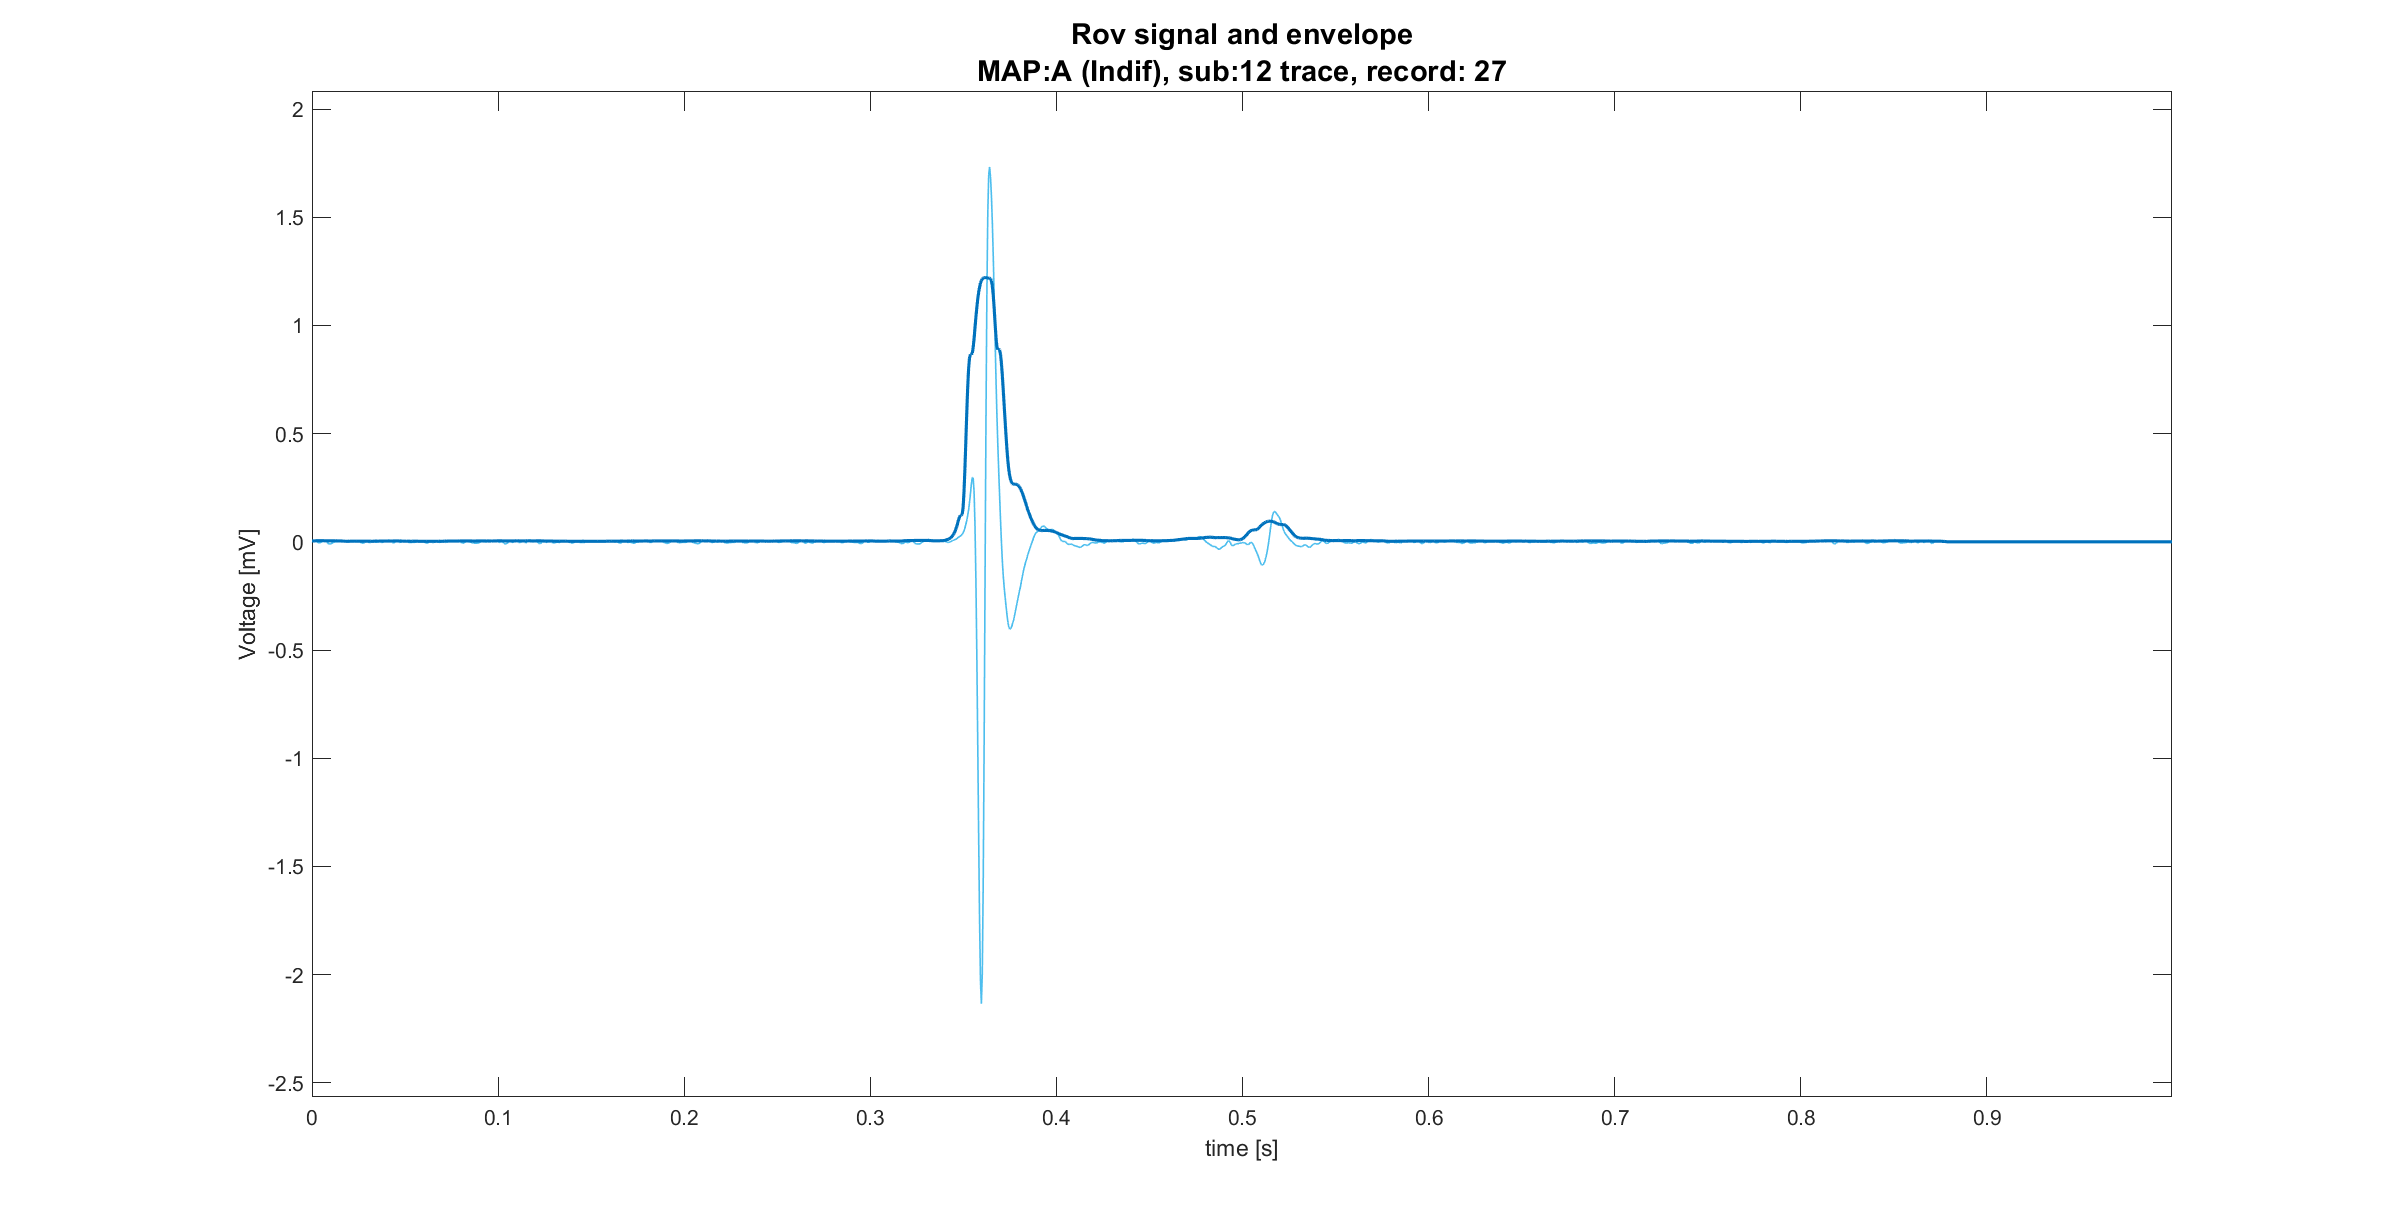 Rov signal and envelope
MAP:A (Indif), sub:12 trace, record: 27
2
1.5
1
0.5
0
-0.5
-1
-1.5
-2
-2.5
Voltage [mV]
0 0.1 0.2 0.3 0.4 0.5 0.6 0.7 0.8 0.9
time [s]